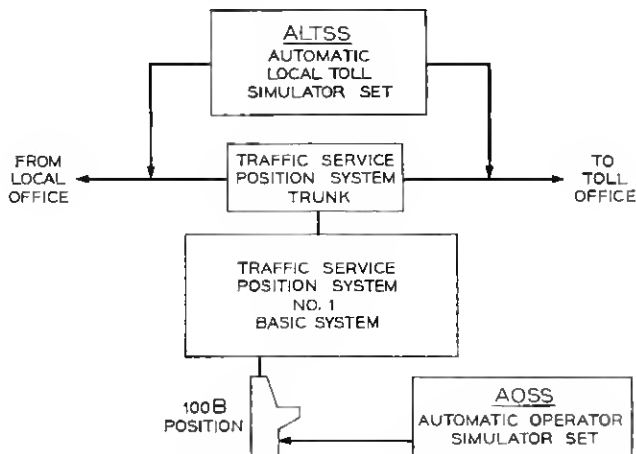 ALTSS
AUTOMATIC
LOCAL TOLL
SIMULATOR SET
FROM
LOCAL
OFFICE
TRAFFIC SERVICE
POSITION SYSTEM
TRUNK
TO
TOLL
OFFICE
TRAFFIC SERVICE
POSITION SYSTEM
NO. 1
BASIC SYSTEM
100B
POSITION
AOSS
AUTOMATIC OPERATOR
SIMULATOR SET